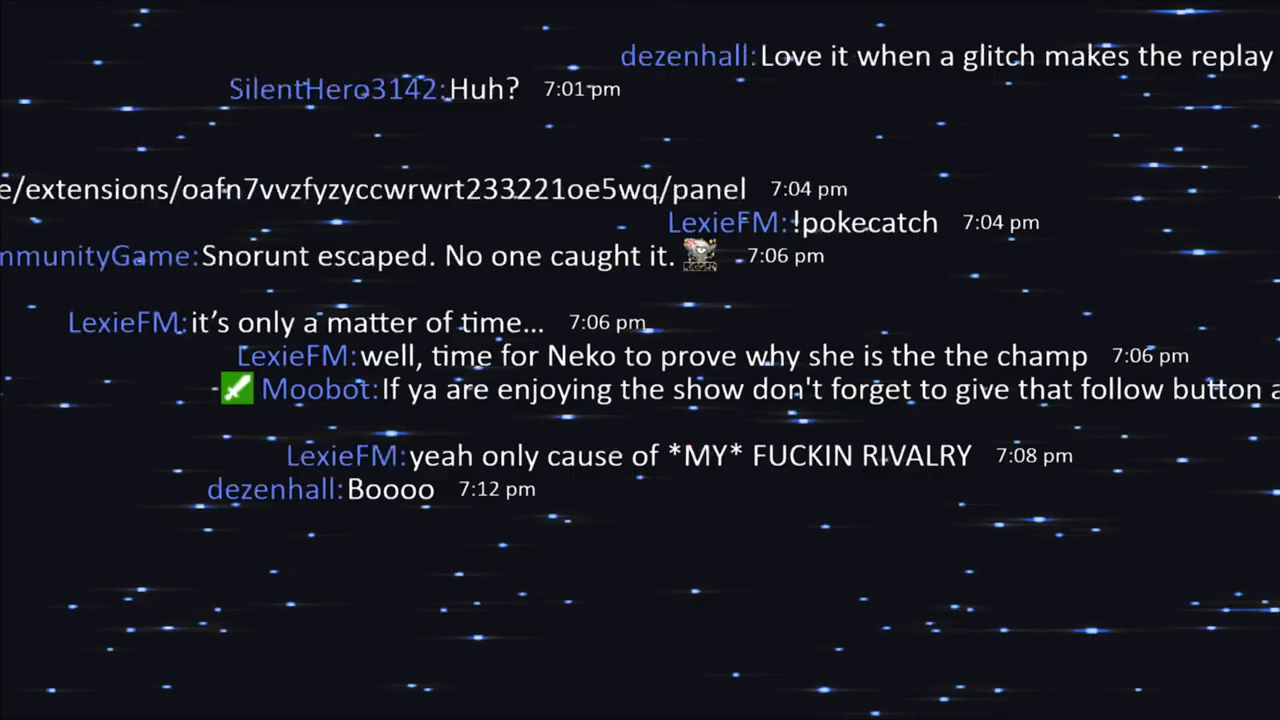 dezenhall:Love it when a glitch makes the replay
SilentHero3142:Huh? 7:01 pm
e/extensions/oafn7vvzfyzyccwrwrt233221oe5wq/panel 7:04 pm
LexieFM:!pokecatch 7:04 pm
mmunityGame:Snorunt escaped. No one caught it. 7:06 pm
LexieFM:it’s only a matter of time... 7:06 pm
LexieFM:well, time for Neko to prove why she is the the champ 7:06 pm
Moobot:If ya are enjoying the show don't forget to give that follow button a
LexieFM:yeah only cause of *MY* FUCKIN RIVALRY 7:08 pm
dezenhall:Boooo 7:12 pm